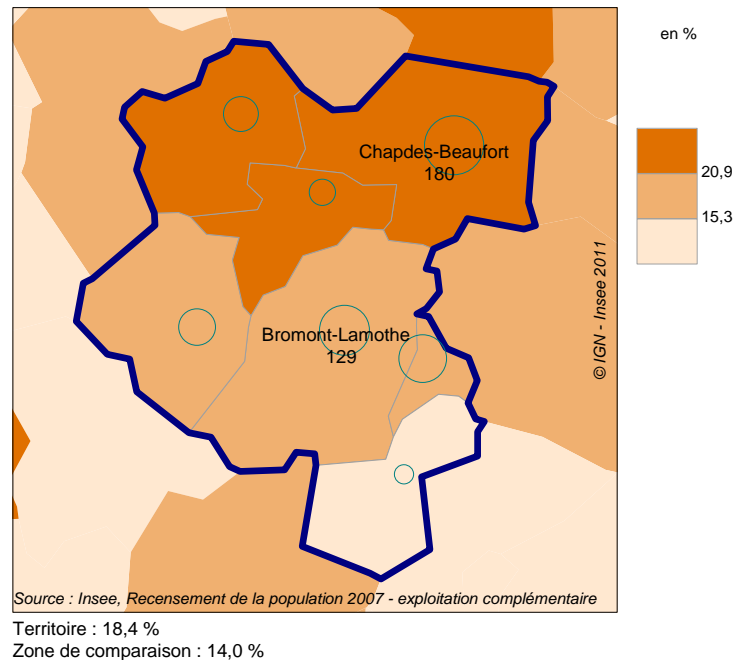 en %
20,9
15,3
Chapdes-Beaufort
180
Bromont-Lamothe
129
© IGN - Insee 2011
Source : Insee, Recensement de la population 2007 - exploitation complémentaire
Territoire : 18,4 %
Zone de comparaison : 14,0 %